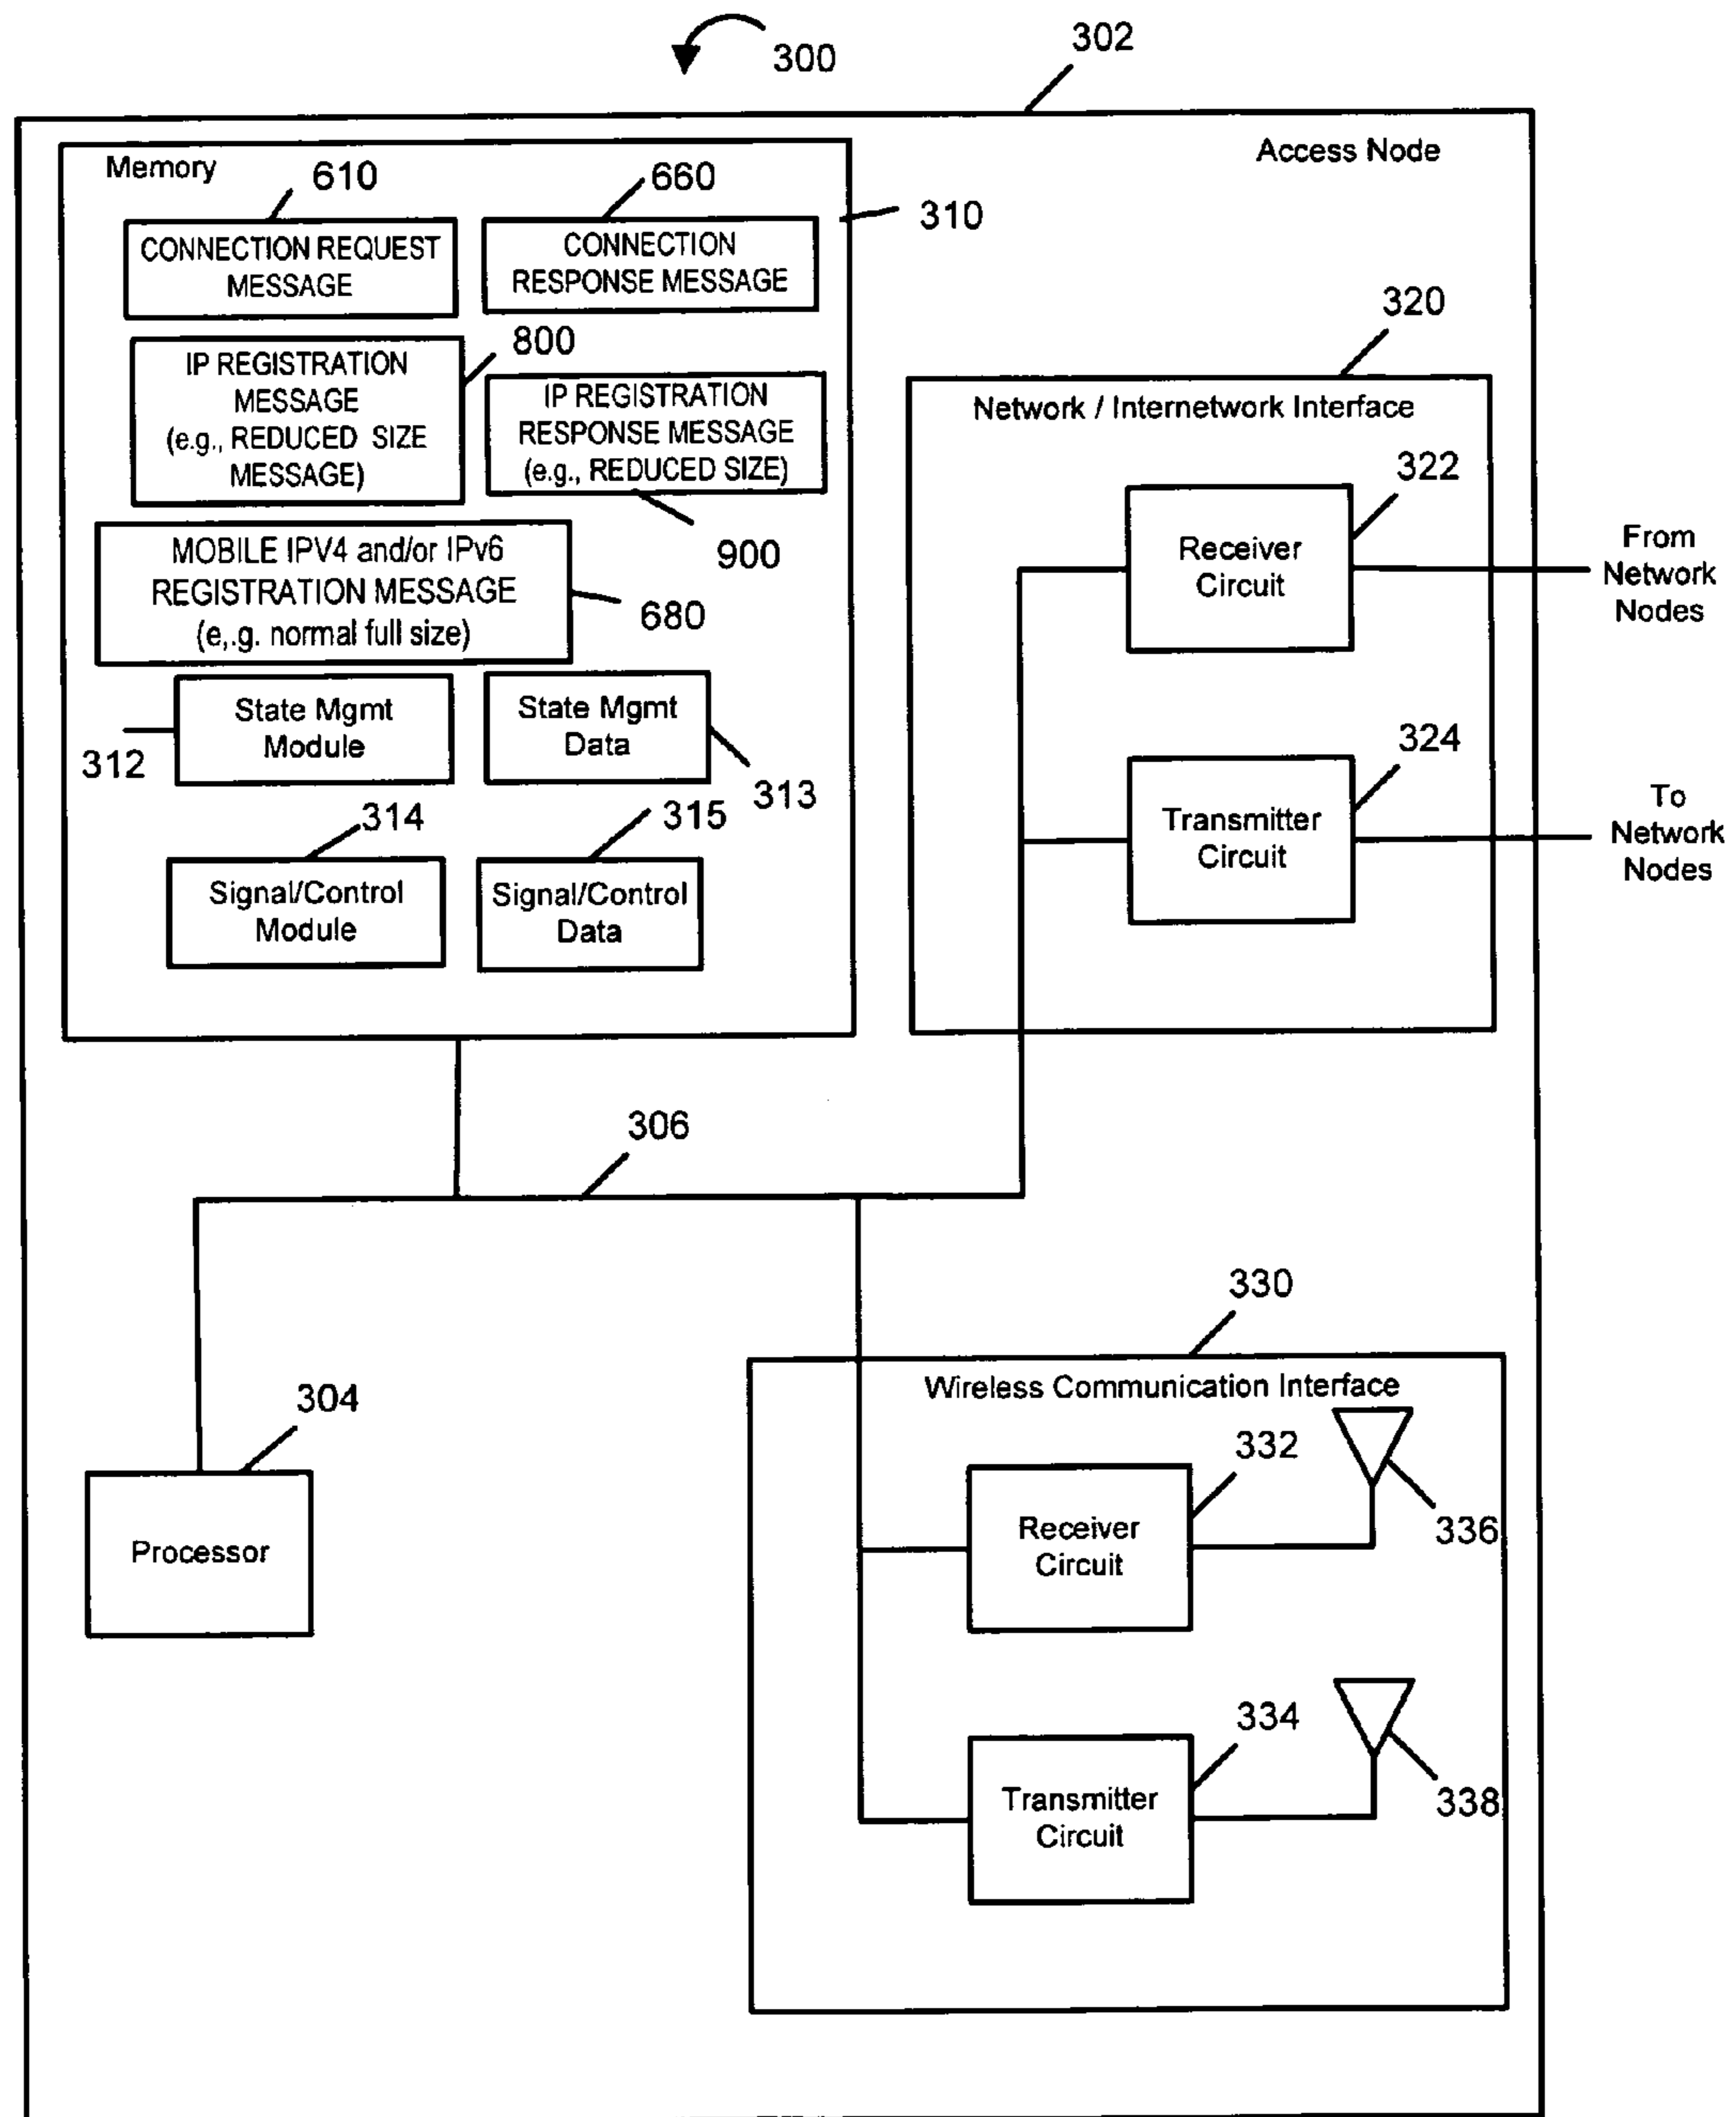 300
302
Access Node
Memory
610
660
310
CONNECTION REQUEST
MESSAGE
CONNECTION
RESPONSE MESSAGE
800
IP REGISTRATION
MESSAGE
(e.g., REDUCED SIZE
MESSAGE)
IP REGISTRATION
RESPONSE MESSAGE
(e.g., REDUCED SIZE)
900
MOBILE IPV4 and/or IPv6
REGISTRATION MESSAGE
(e,.g. normal full size)
680
State Mgmt
Module
312
State Mgmt
Data
313
314
315
Signal/Control
Module
Signal/Control
Data
320
Network / Internetwork Interface
322
Receiver
Circuit
From
Network
Nodes
324
Transmitter
Circuit
To
Network
Nodes
306
304
Processor
330
Wireless Communication Interface
332
Receiver
Circuit
336
334
Transmitter
Circuit
338